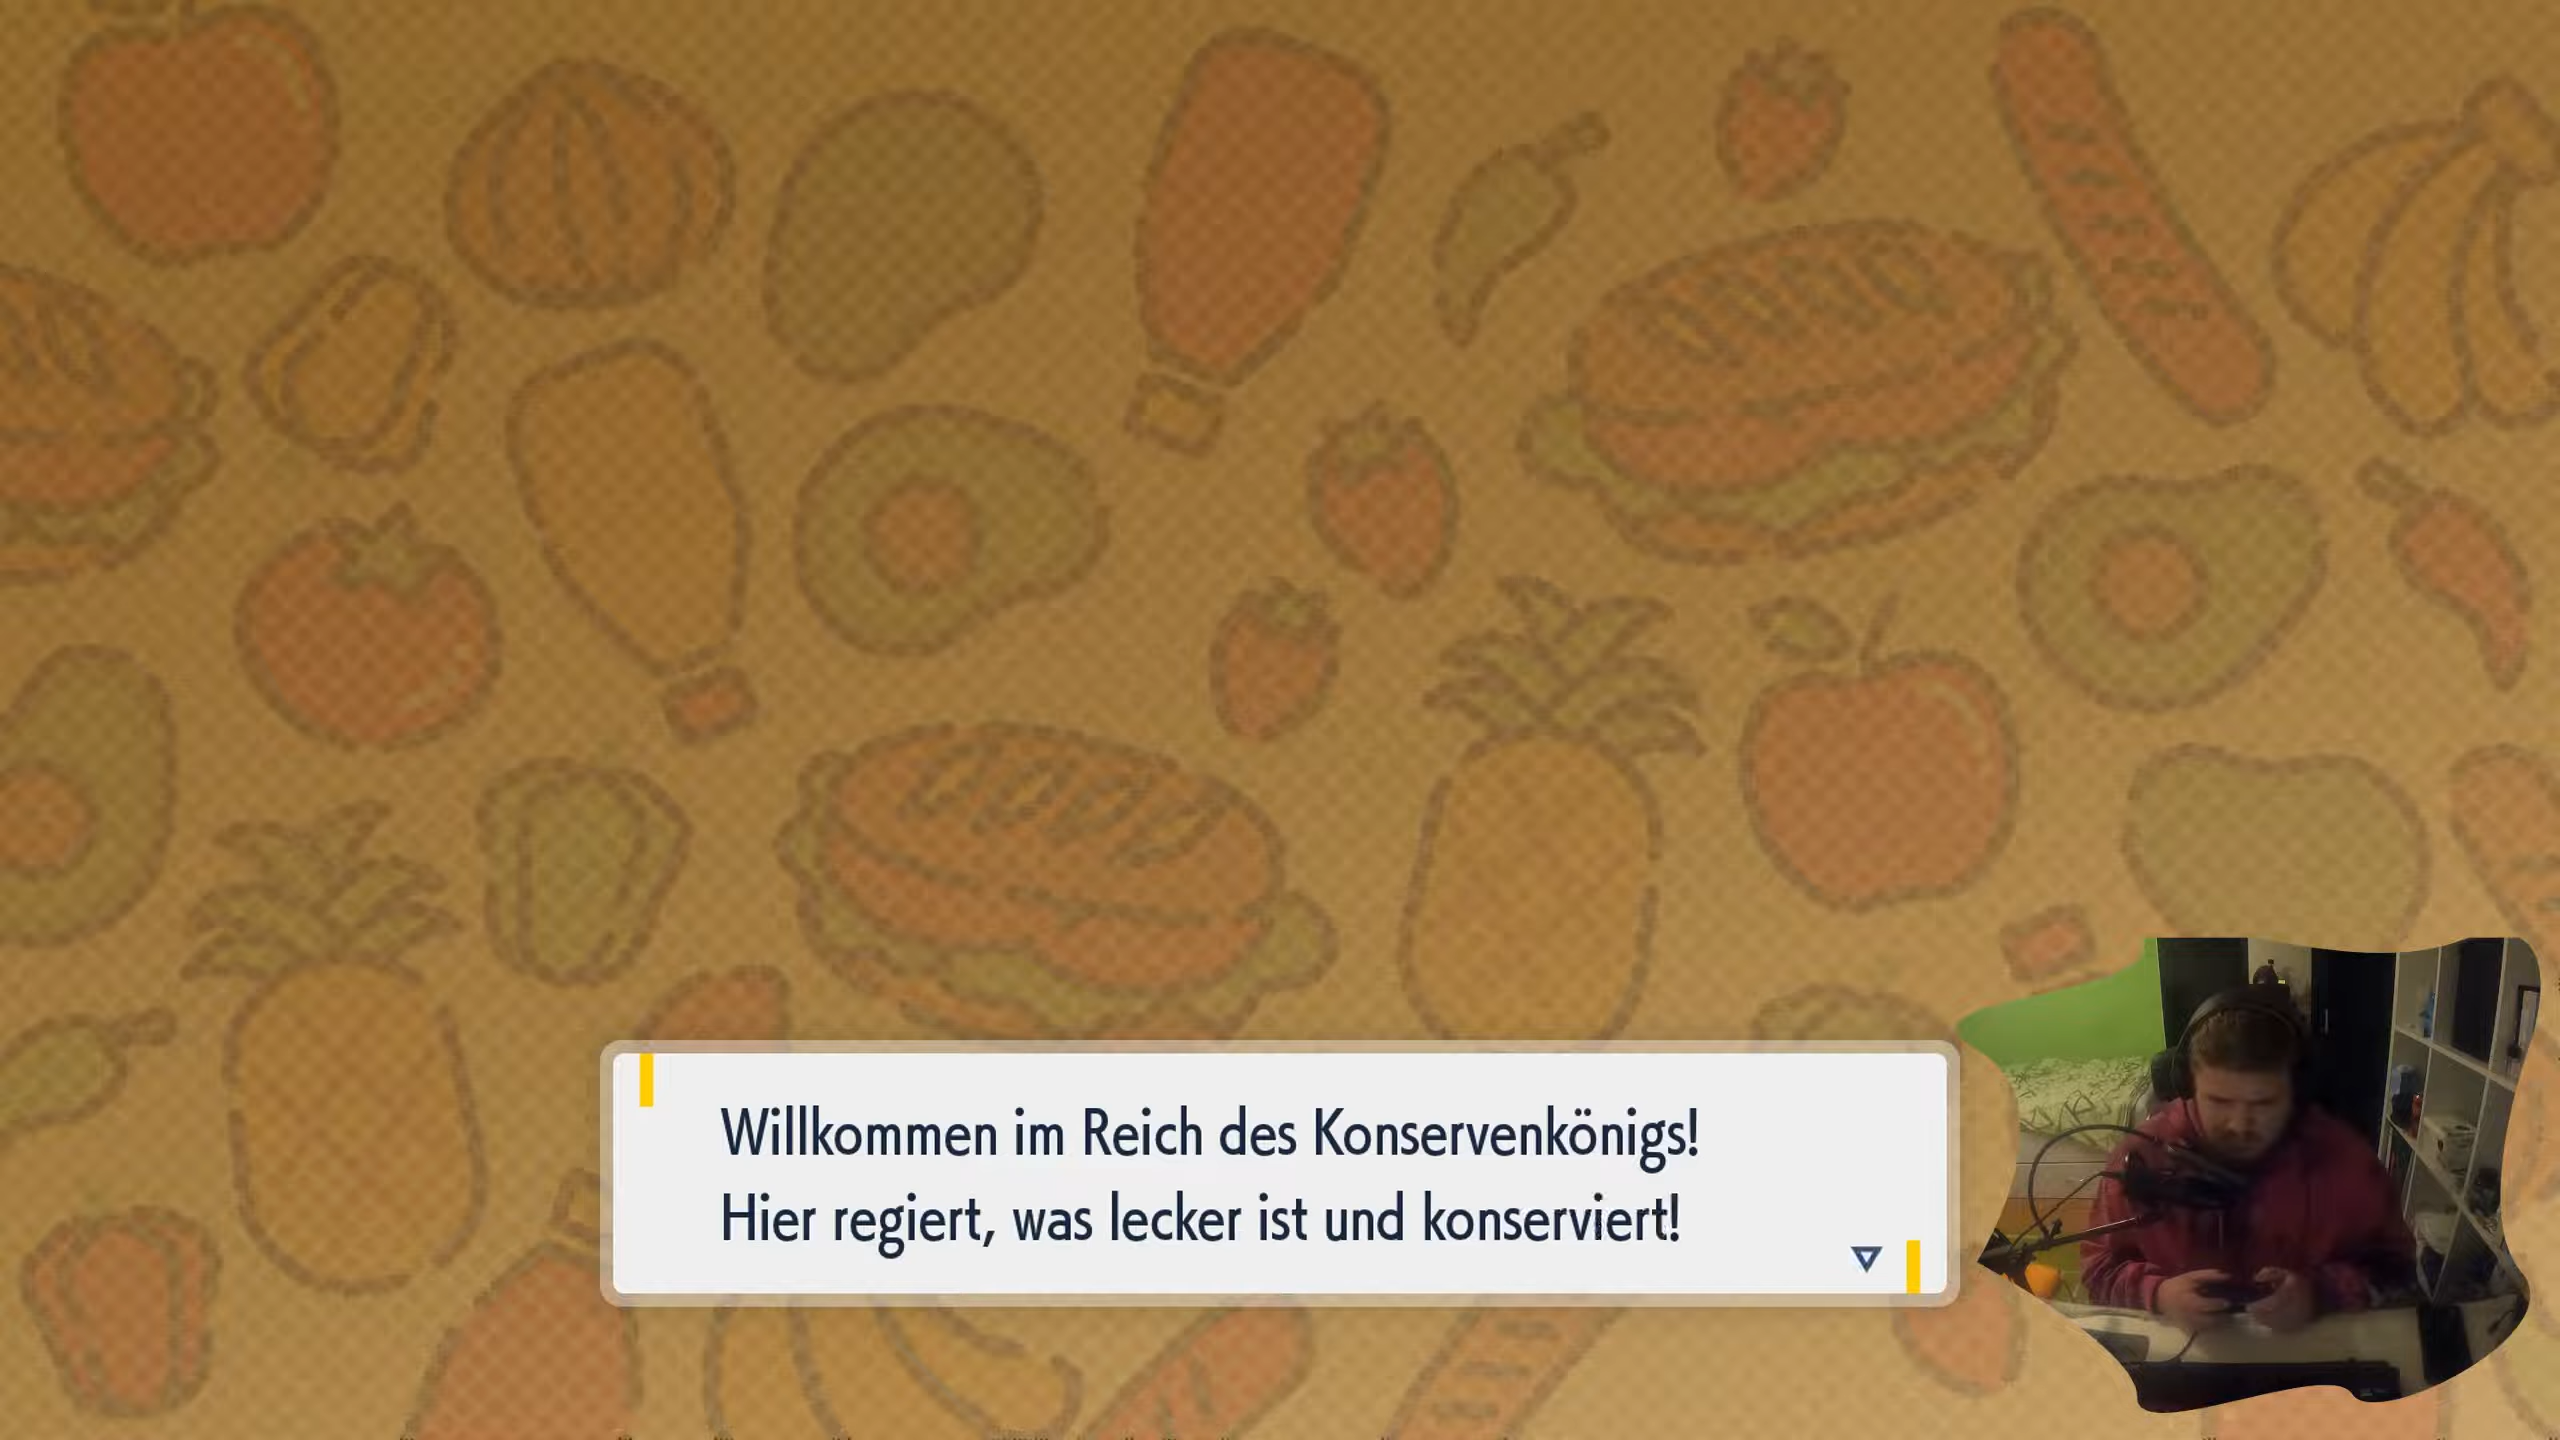 Willkommen im Reich des Konservenkönigs!
Hier regiert, was lecker ist und konserviert!